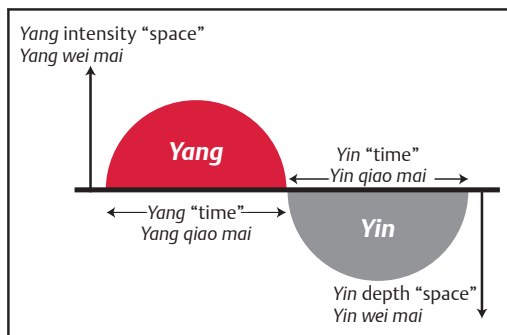 Yang intensity “space”
Yang wei mai
Yang
Yin “time”
Yin qiao mai
Yang “time”
Yang qiao mai
Yin
Yin depth “space”
Yin wei mai